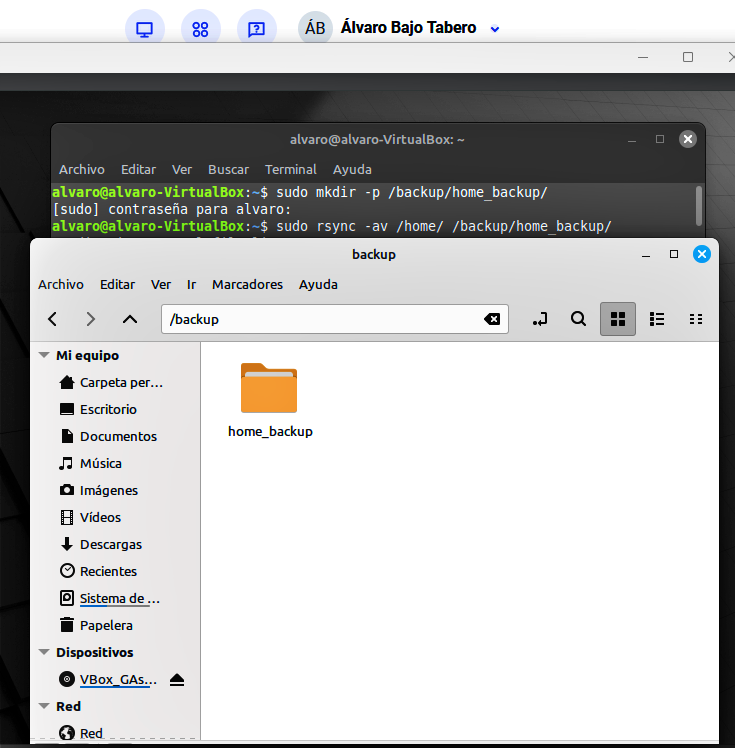 ÁB Álvaro Bajo Tabero
alvaro@alvaro-VirtualBox: ~
Archivo Editar Ver Buscar Terminal Ayuda
alvaro@alvaro-VirtualBox:~$ sudo mkdir -p /backup/home_backup/
[sudo] contraseña para alvaro:
alvaro@alvaro-VirtualBox:~$ sudo rsync -av /home/ /backup/home_backup/
backup
Archivo Editar Ver Ir Marcadores Ayuda
/backup
Mi equipo
Carpeta per...
Escritorio
Documentos
Música
Imágenes
Vídeos
Descargas
Recientes
Sistema de ...
Papelera
Dispositivos
VBox_GAs...
Red
Red
home_backup